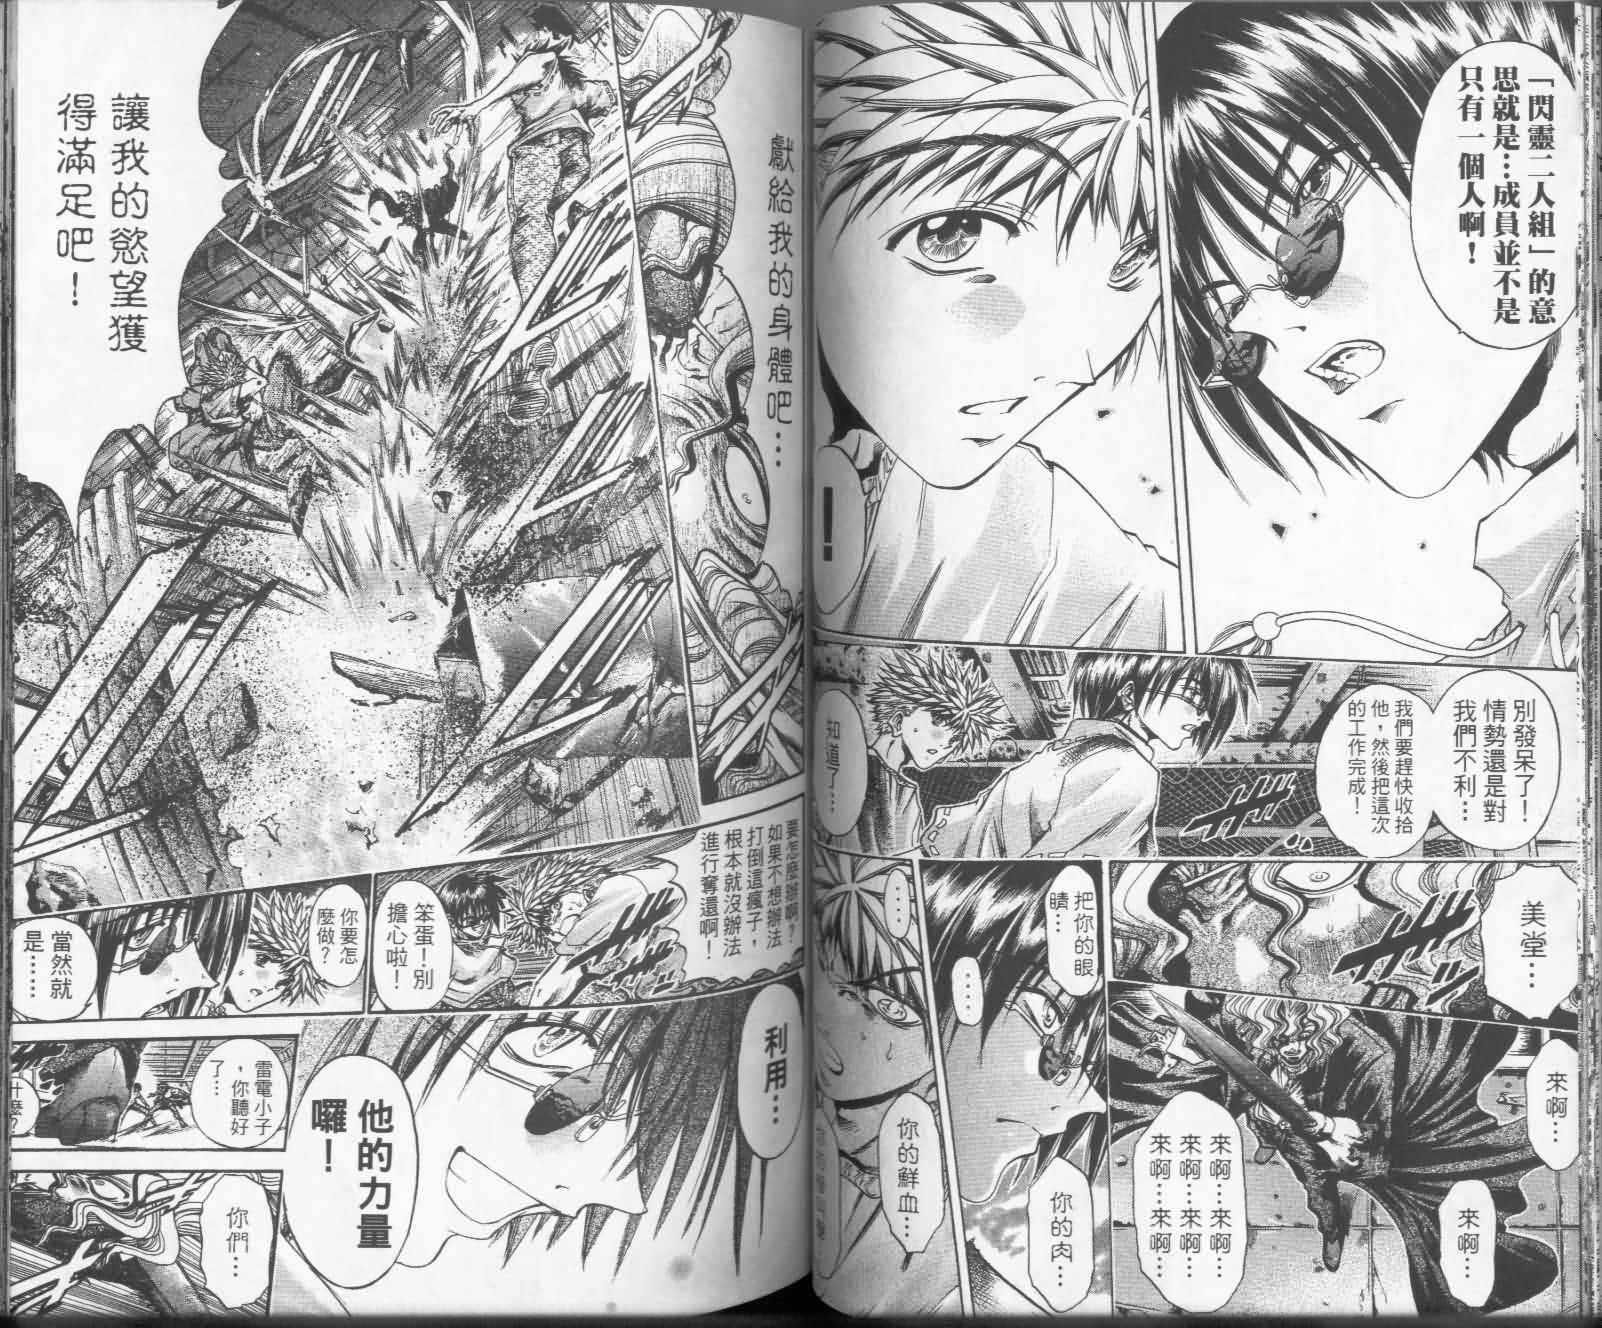 「閃靈二人組」的意
思就是…成員並不是
只有一個人啊！
！
別發呆了！
情勢還是對
我們不利…
我們要趕快收拾
他，然後把這次
的工作完成！
知道了…
美堂…
來啊…
來啊…
來啊…來啊…
來啊…來啊…
來啊…來啊…
把你的眼
睛…
……
你的肉…
……
你的鮮血…
獻給我的身體吧…
讓我的慾望獲
得滿足吧！
要怎麼辦啊？
如果不想辦法
打倒這瘋子，
根本就沒辦法
進行奪還啊！
笨蛋！別
擔心啦！
你要怎
麼做？
當然就
是……
利用…
他的力量
囉！
雷電小子
，你聽好
了…
什麼？
你們…